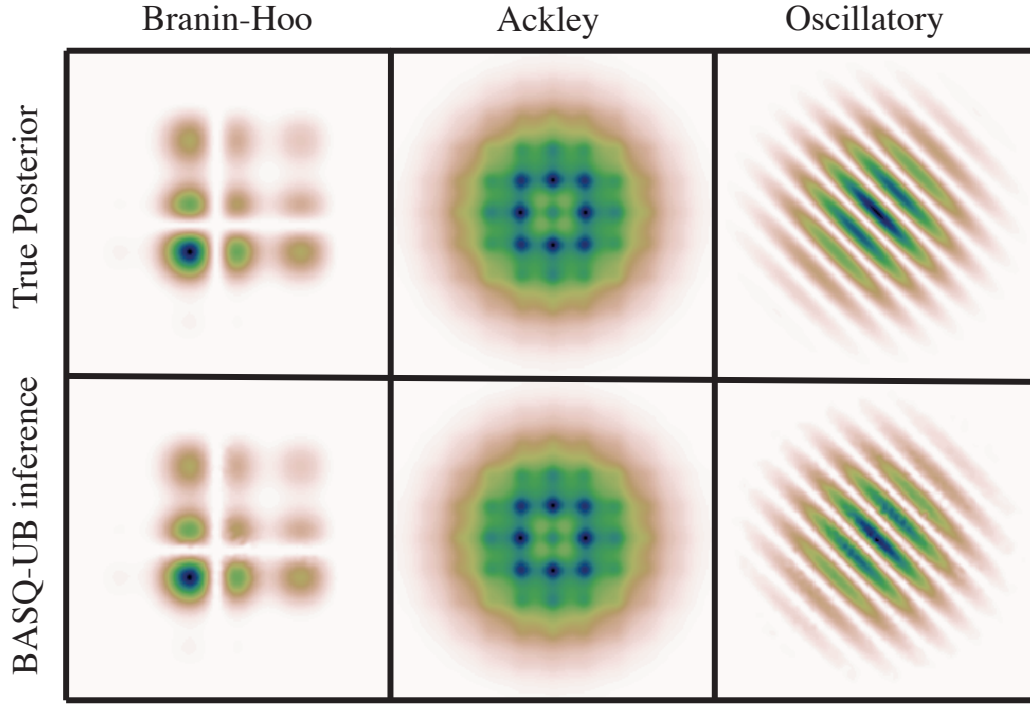 Branin-Hoo
Ackley
Oscillatory
True Posterior
BASQ-UB inference